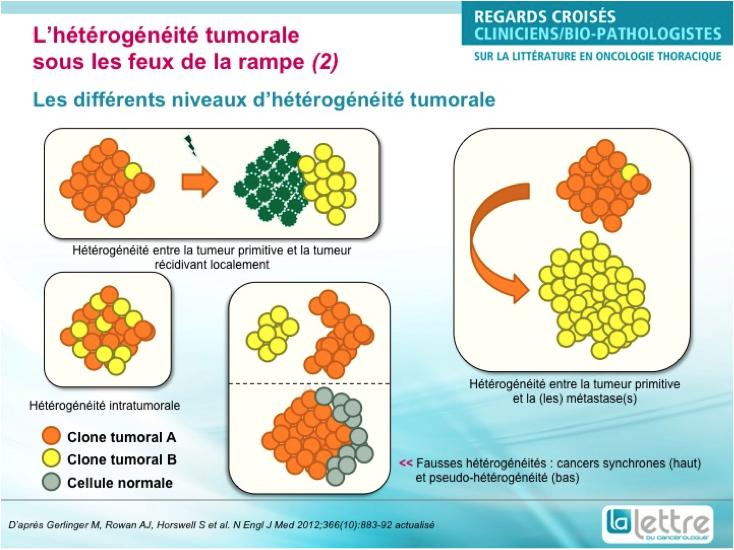 L’hétérogénéité tumorale
sous les feux de la rampe (2)
REGARDS CROISÉS
CLINICIENS/BIO-PATHOLOGISTES
SUR LA LITTÉRATURE EN ONCOLOGIE THORACIQUE
Les différents niveaux d’hétérogénéité tumorale
Hétérogénéité entre la tumeur primitive et la tumeur
récidivant localement
Hétérogénéité intratumorale
Clone tumoral A
Clone tumoral B
Cellule normale
Hétérogénéité entre la tumeur primitive
et la (les) métastase(s)
<< Fausses hétérogénéités : cancers synchrones (haut)
et pseudo-hétérogénéité (bas)
D’après Gerlinger M, Rowan AJ, Horswell S et al. N Engl J Med 2012;366(10):883-92 actualisé
la lettre
DU CANCÉROLOGUE